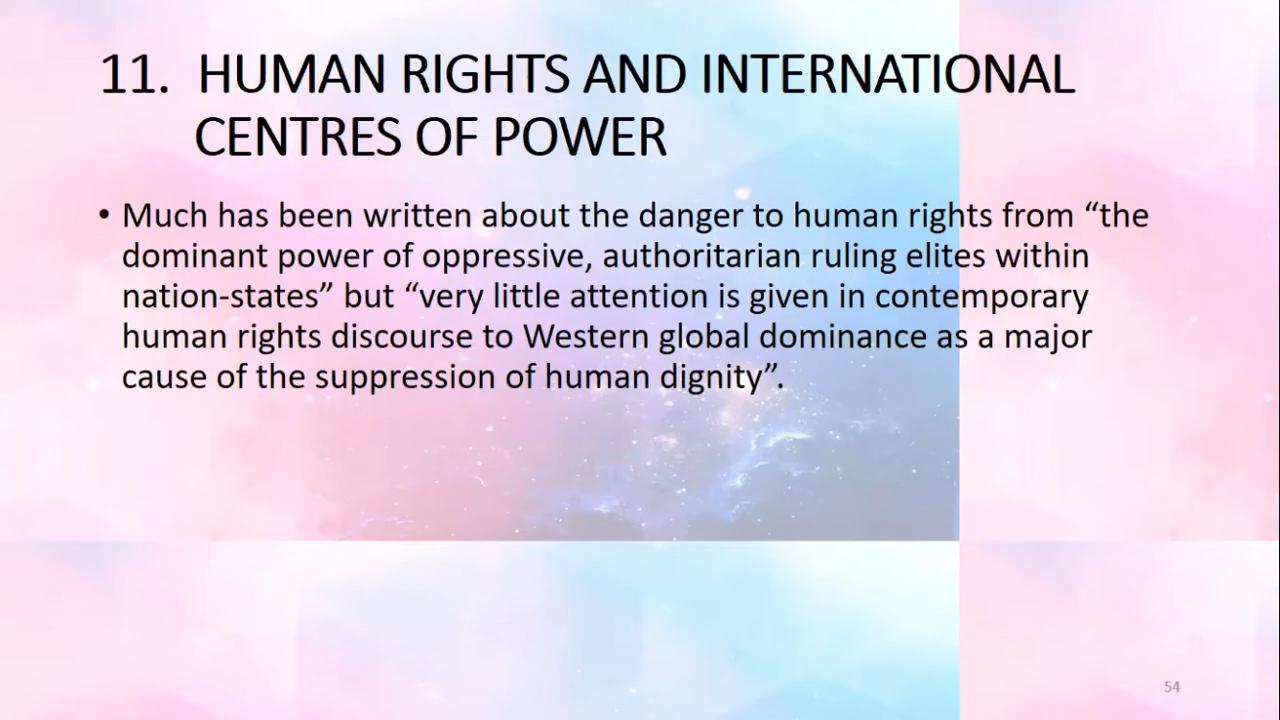 11. HUMAN RIGHTS AND INTERNATIONAL
CENTRES OF POWER
• Much has been written about the danger to human rights from “the
dominant power of oppressive, authoritarian ruling elites within
nation-states” but “very little attention is given in contemporary
human rights discourse to Western global dominance as a major
cause of the suppression of human dignity”.
54